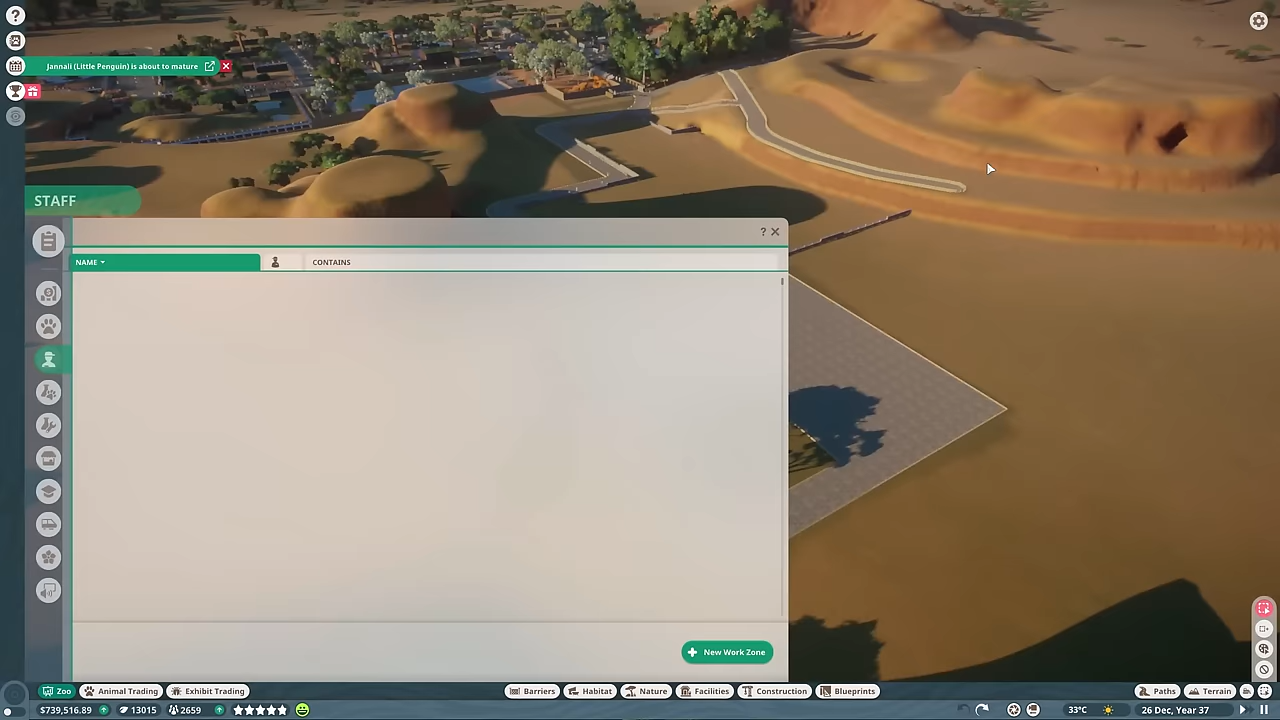 ?
Jannali (Little Penguin) is about to mature
STAFF
?
NAME
CONTAINS
New Work Zone
Zoo
Animal Trading
Exhibit Trading
Barriers
Habitat
Nature
Facilities
Construction
Blueprints
Paths
Terrain
$739,516.89
13015
2659
33°C
26 Dec, Year 37